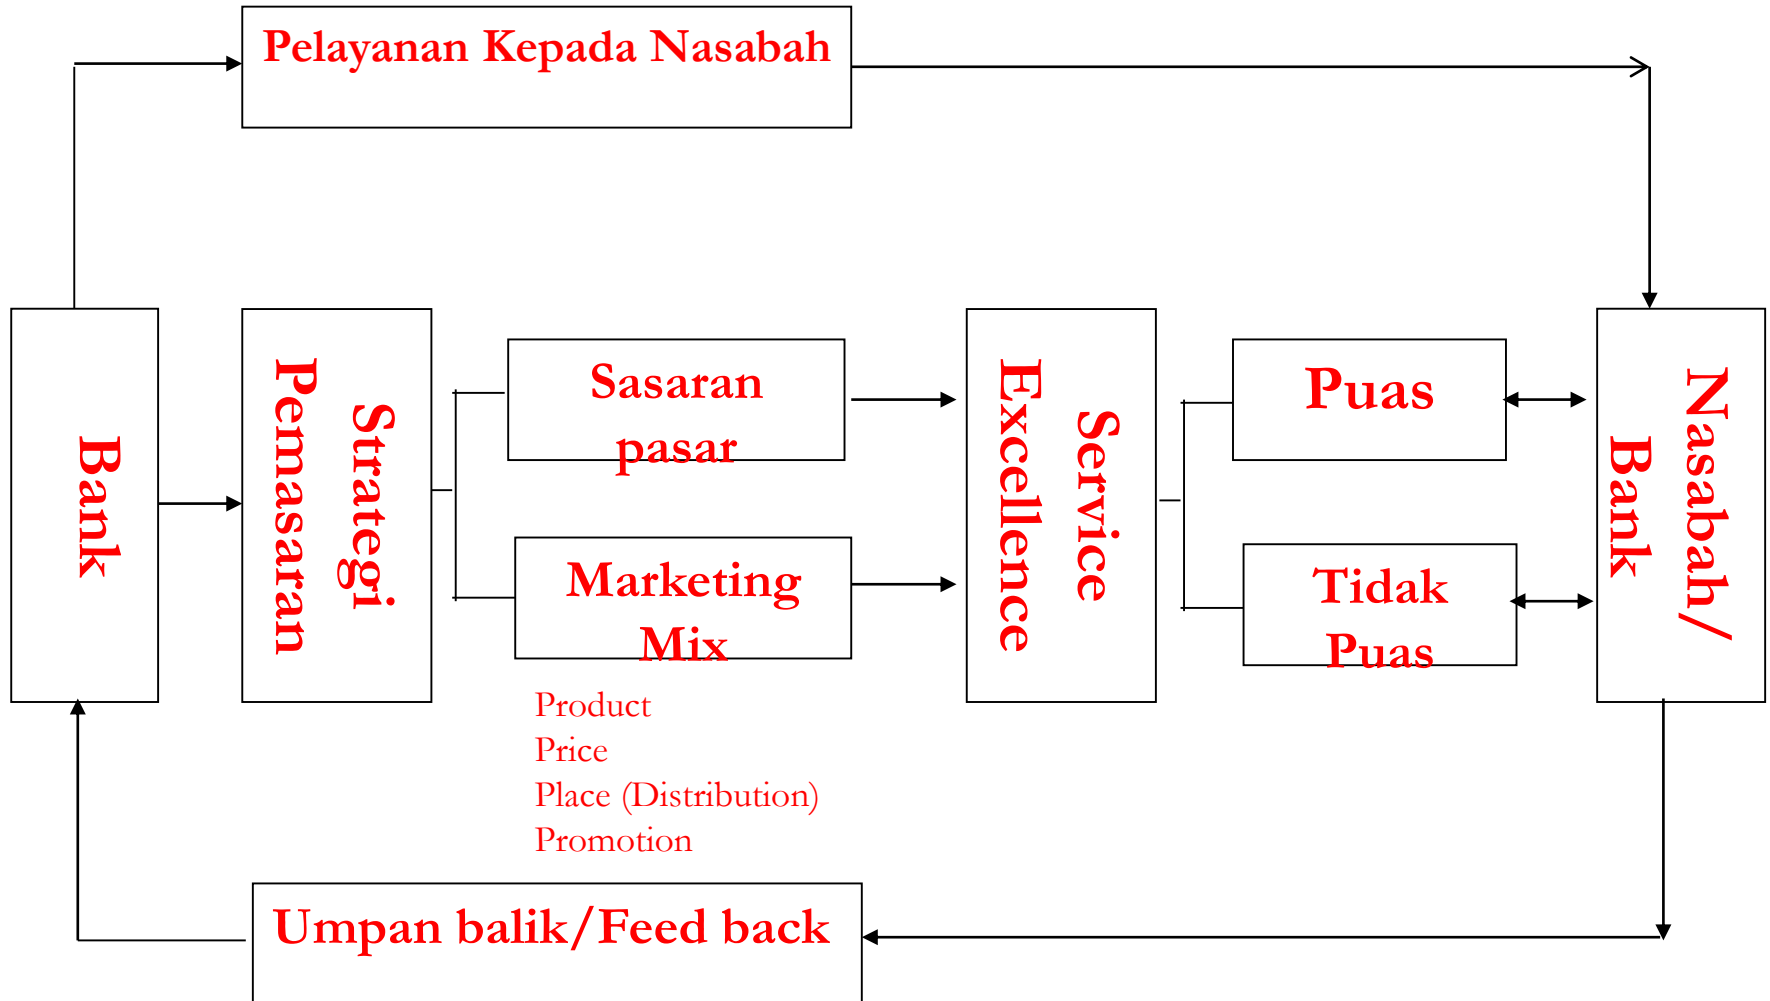 Pelayanan Kepada Nasabah
Bank
Strategi
Pemasaran
Sasaran
pasar
Marketing
Mix
Product
Price
Place (Distribution)
Promotion
Service
Excellence
Puas
Tidak
Puas
Nasabah/
Bank
Umpan balik/Feed back